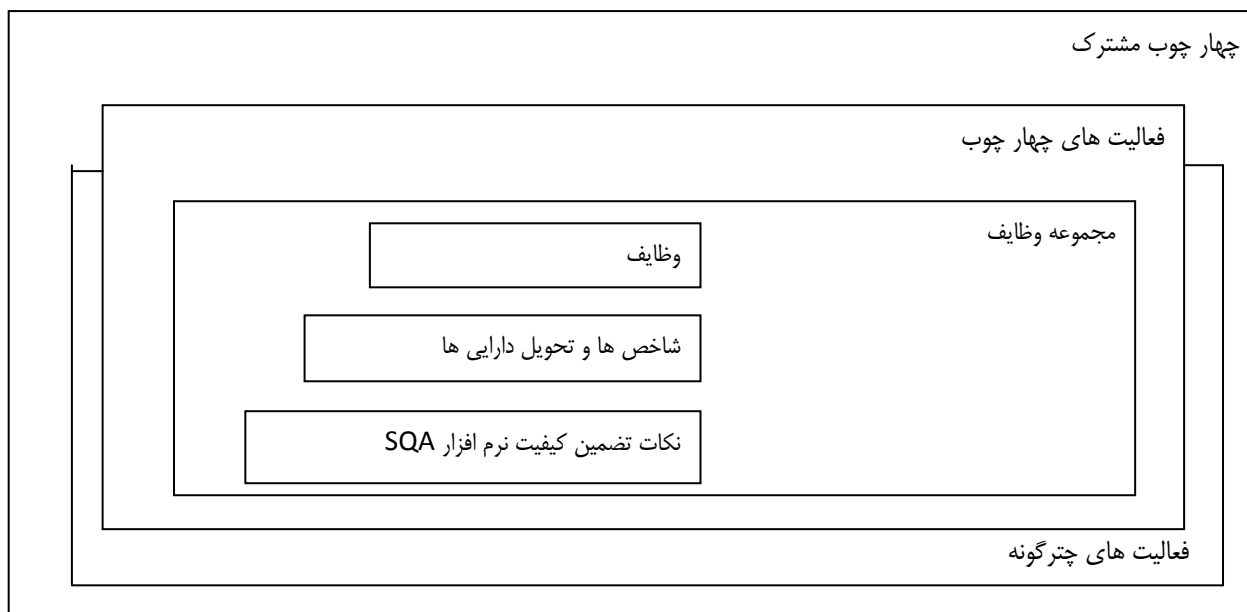 چهار چوب مشترک
فعالیت های چهار چوب
مجموعه وظایف
وظایف
شاخص ها و تحویل دارایی ها
نکات تضمین کیفیت نرم افزار SQA
فعالیت های چترگونه